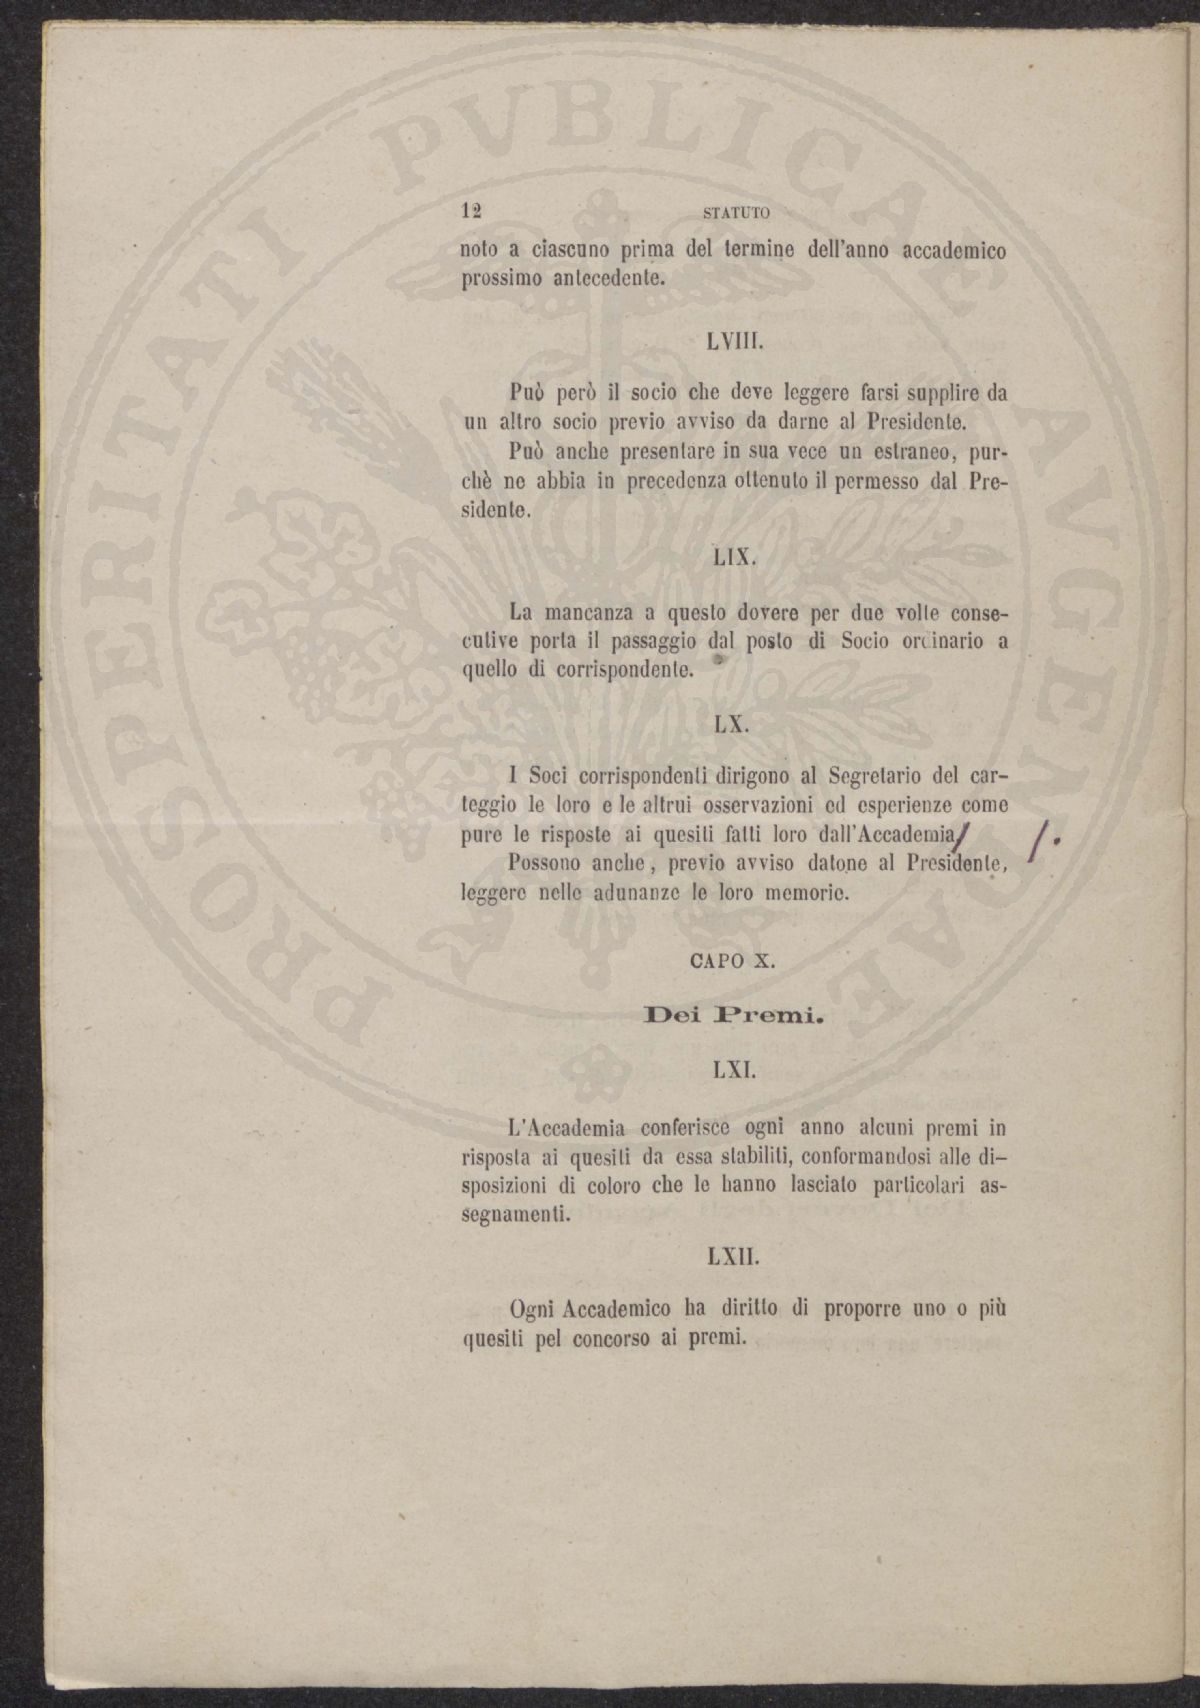 12 STATUTO
noto a ciascuno prima del termine dell'anno accademico
prossimo antecedente.
LVIII.
Può però il socio che deve leggere farsi supplire da
un altro socio previo avviso da darne al Presidente.
Può anche presentare in sua vece un estraneo, pur-
chè ne abbia in precedenza ottenuto il permesso dal Pre-
sidente.
LIX.
La mancanza a questo dovere per due volte conse-
cutive porta il passaggio dal posto di Socio ordinario a
quello di corrispondente.
LX.
I Soci corrispondenti dirigono al Segretario del car-
teggio le loro e le altrui osservazioni ed esperienze come
pure le risposte ai quesiti fatti loro dall'Accademia/ /.
Possono anche, previo avviso datone al Presidente,
leggere nelle adunanze le loro memorie.
CAPO X.
Dei Premi.
LXI.
L'Accademia conferisce ogni anno alcuni premi in
risposta ai quesiti da essa stabiliti, conformandosi alle di-
sposizioni di coloro che le hanno lasciato particolari as-
segnamenti.
LXII.
Ogni Accademico ha diritto di proporre uno o più
quesiti pel concorso ai premi.
PROSPERITATI PVBLICAE AVGENDAE